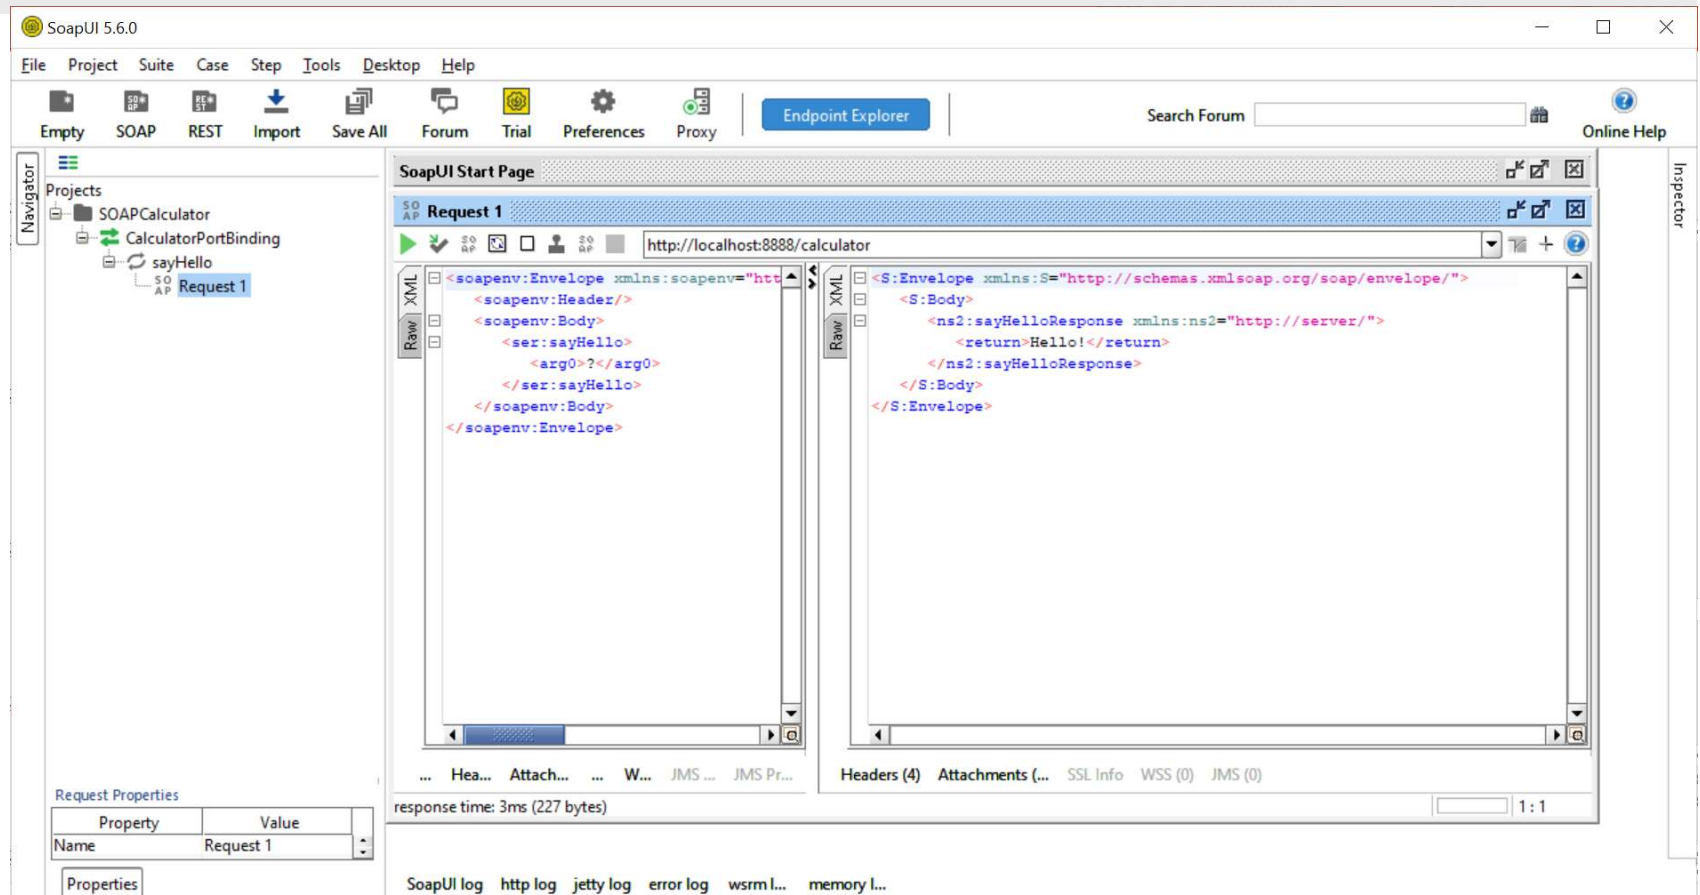 SoapUI 5.6.0
File Project Suite Case Step Tools Desktop Help
Empty SOAP REST Import Save All Forum Trial Preferences Proxy Endpoint Explorer Search Forum Online Help
Navigator
Inspector
Projects
SOAPCalculator
CalculatorPortBinding
sayHello
SO AP Request 1
SoapUI Start Page
SO AP Request 1
http://localhost:8888/calculator
XML
Raw
<soapenv:Envelope xmlns:soapenv="htt
<soapenv:Header/>
<soapenv:Body>
<ser:sayHello>
<arg0>?</arg0>
</ser:sayHello>
</soapenv:Body>
</soapenv:Envelope>
XML
Raw
<S:Envelope xmlns:S="http://schemas.xmlsoap.org/soap/envelope/">
<S:Body>
<ns2:sayHelloResponse xmlns:ns2="http://server/">
<return>Hello!</return>
</ns2:sayHelloResponse>
</S:Body>
</S:Envelope>
... Hea... Attach... ... W... JMS ... JMS Pr...
Headers (4) Attachments (... SSL Info WSS (0) JMS (0)
response time: 3ms (227 bytes)
1 : 1
Request Properties
Property Value
Name Request 1
Properties
SoapUI log http log jetty log error log wsrm l... memory l...